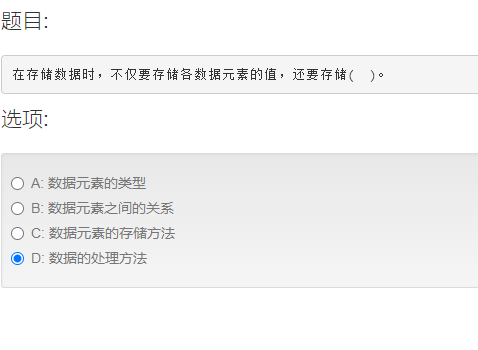 题目:
在存储数据时，不仅要存储各数据元素的值，还要存储(  )。
选项:
A: 数据元素的类型
B: 数据元素之间的关系
C: 数据元素的存储方法
D: 数据的处理方法